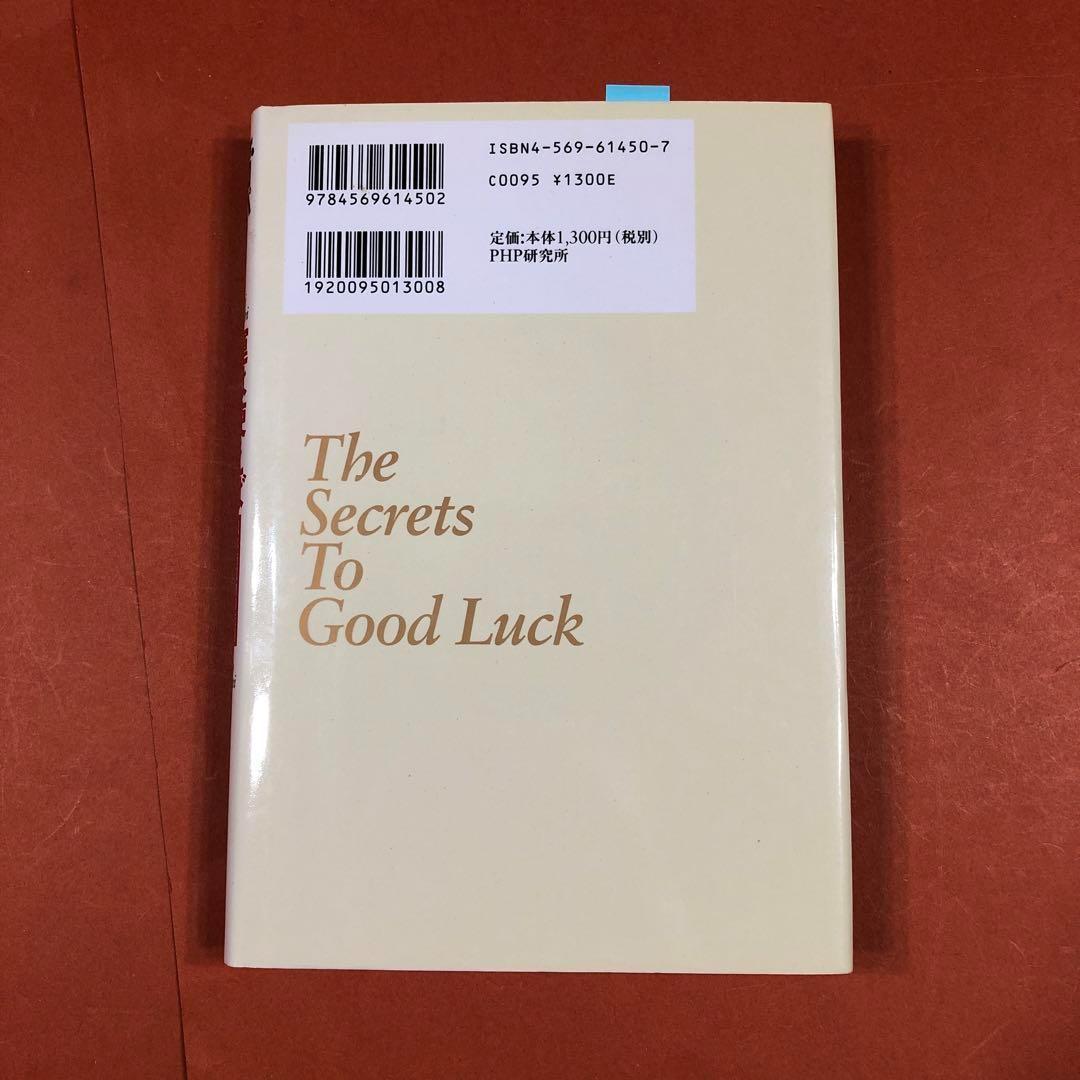 ISBN4-569-61450-7
C0095 ¥1300E
9784569614502
定価:本体1,300円(税別)
PHP研究所
1920095013008
The
Secrets
To
Good Luck